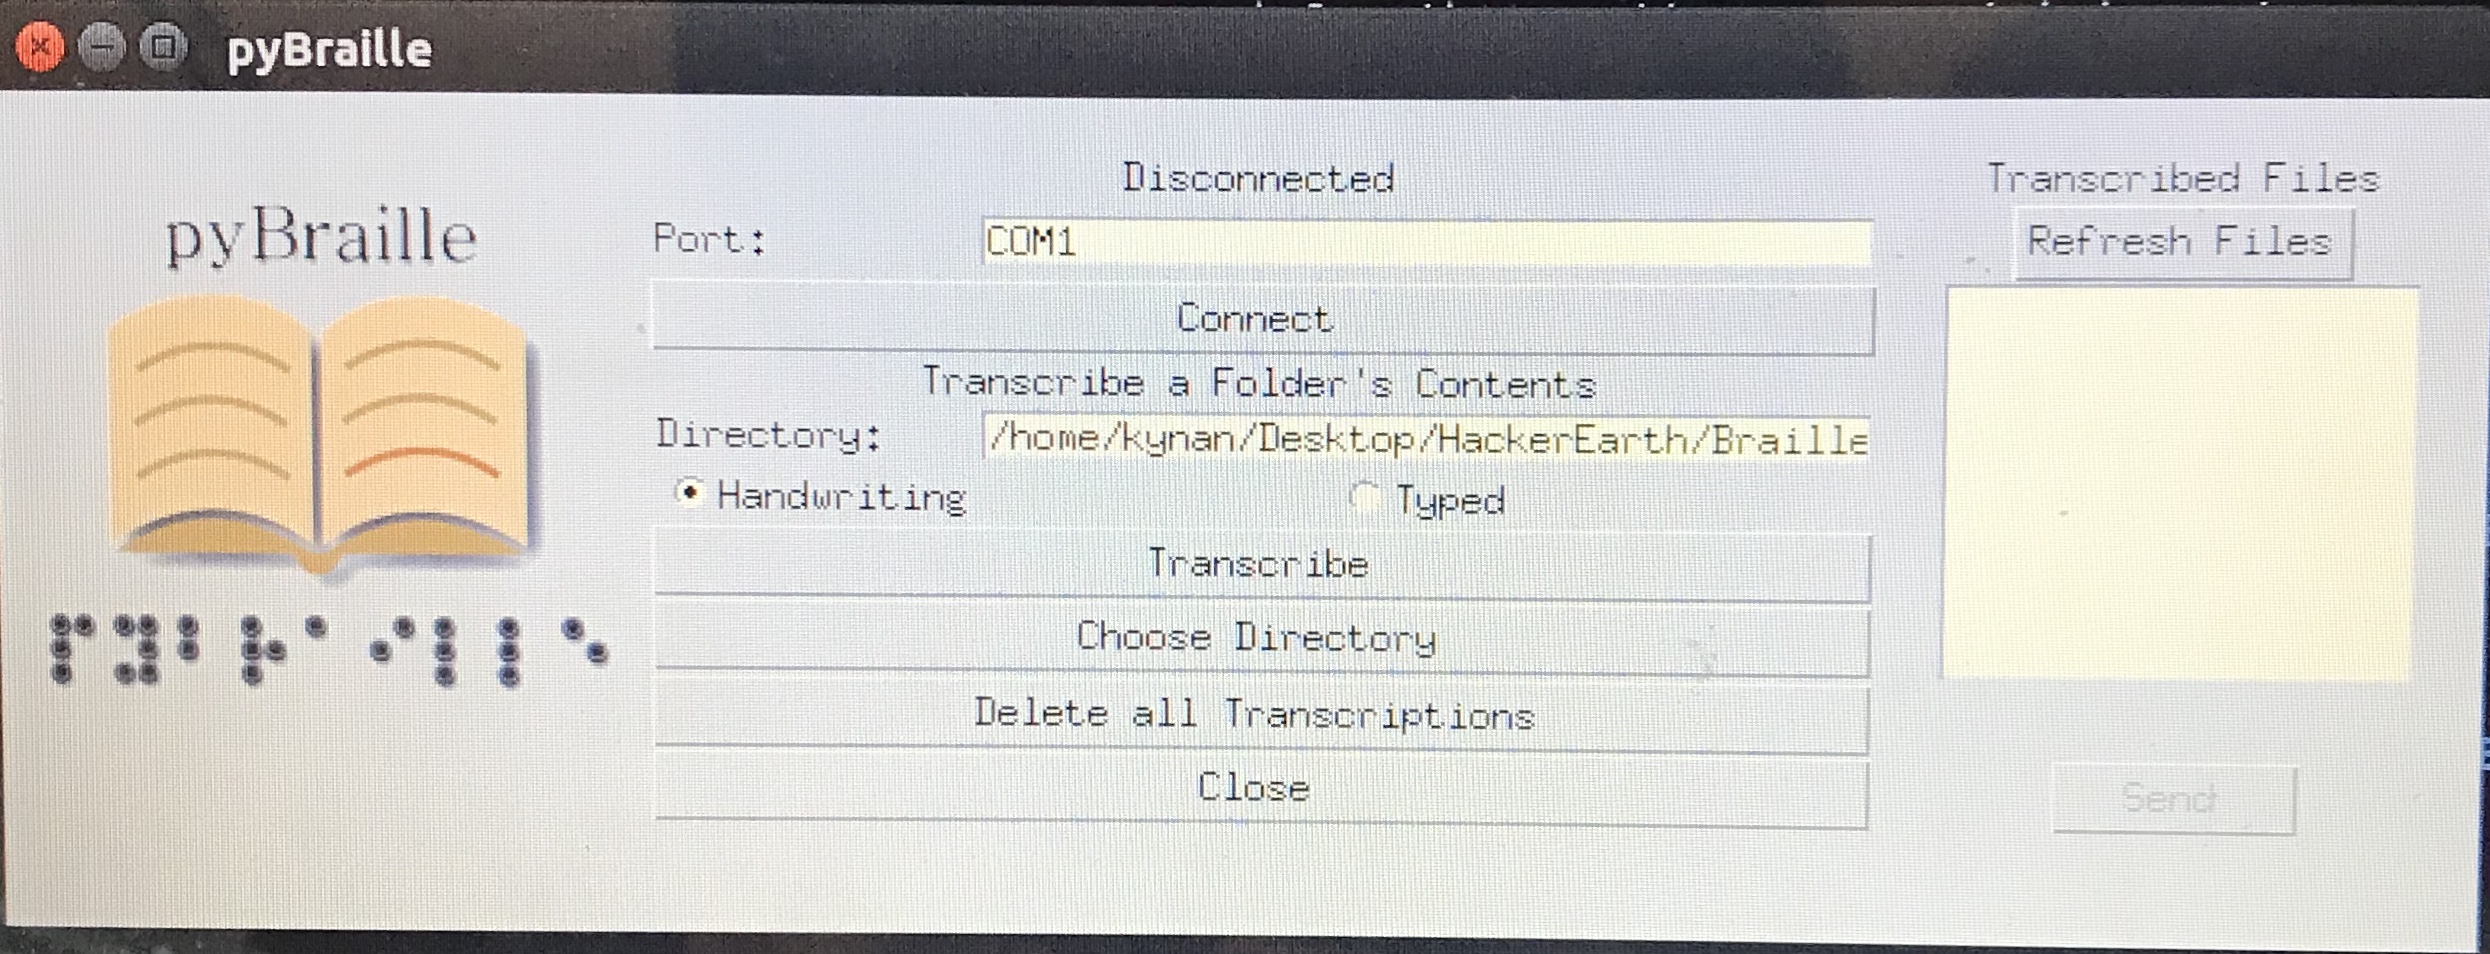 pyBraille
pyBraille
⠏⠽⠃⠗⠁⠊⠇⠇⠑
Disconnected
Port: COM1
Connect
Transcribe a Folder's Contents
Directory: /home/kynan/Desktop/HackerEarth/Braille
Handwriting Typed
Transcribe
Choose Directory
Delete all Transcriptions
Close
Transcribed Files
Refresh Files
Send